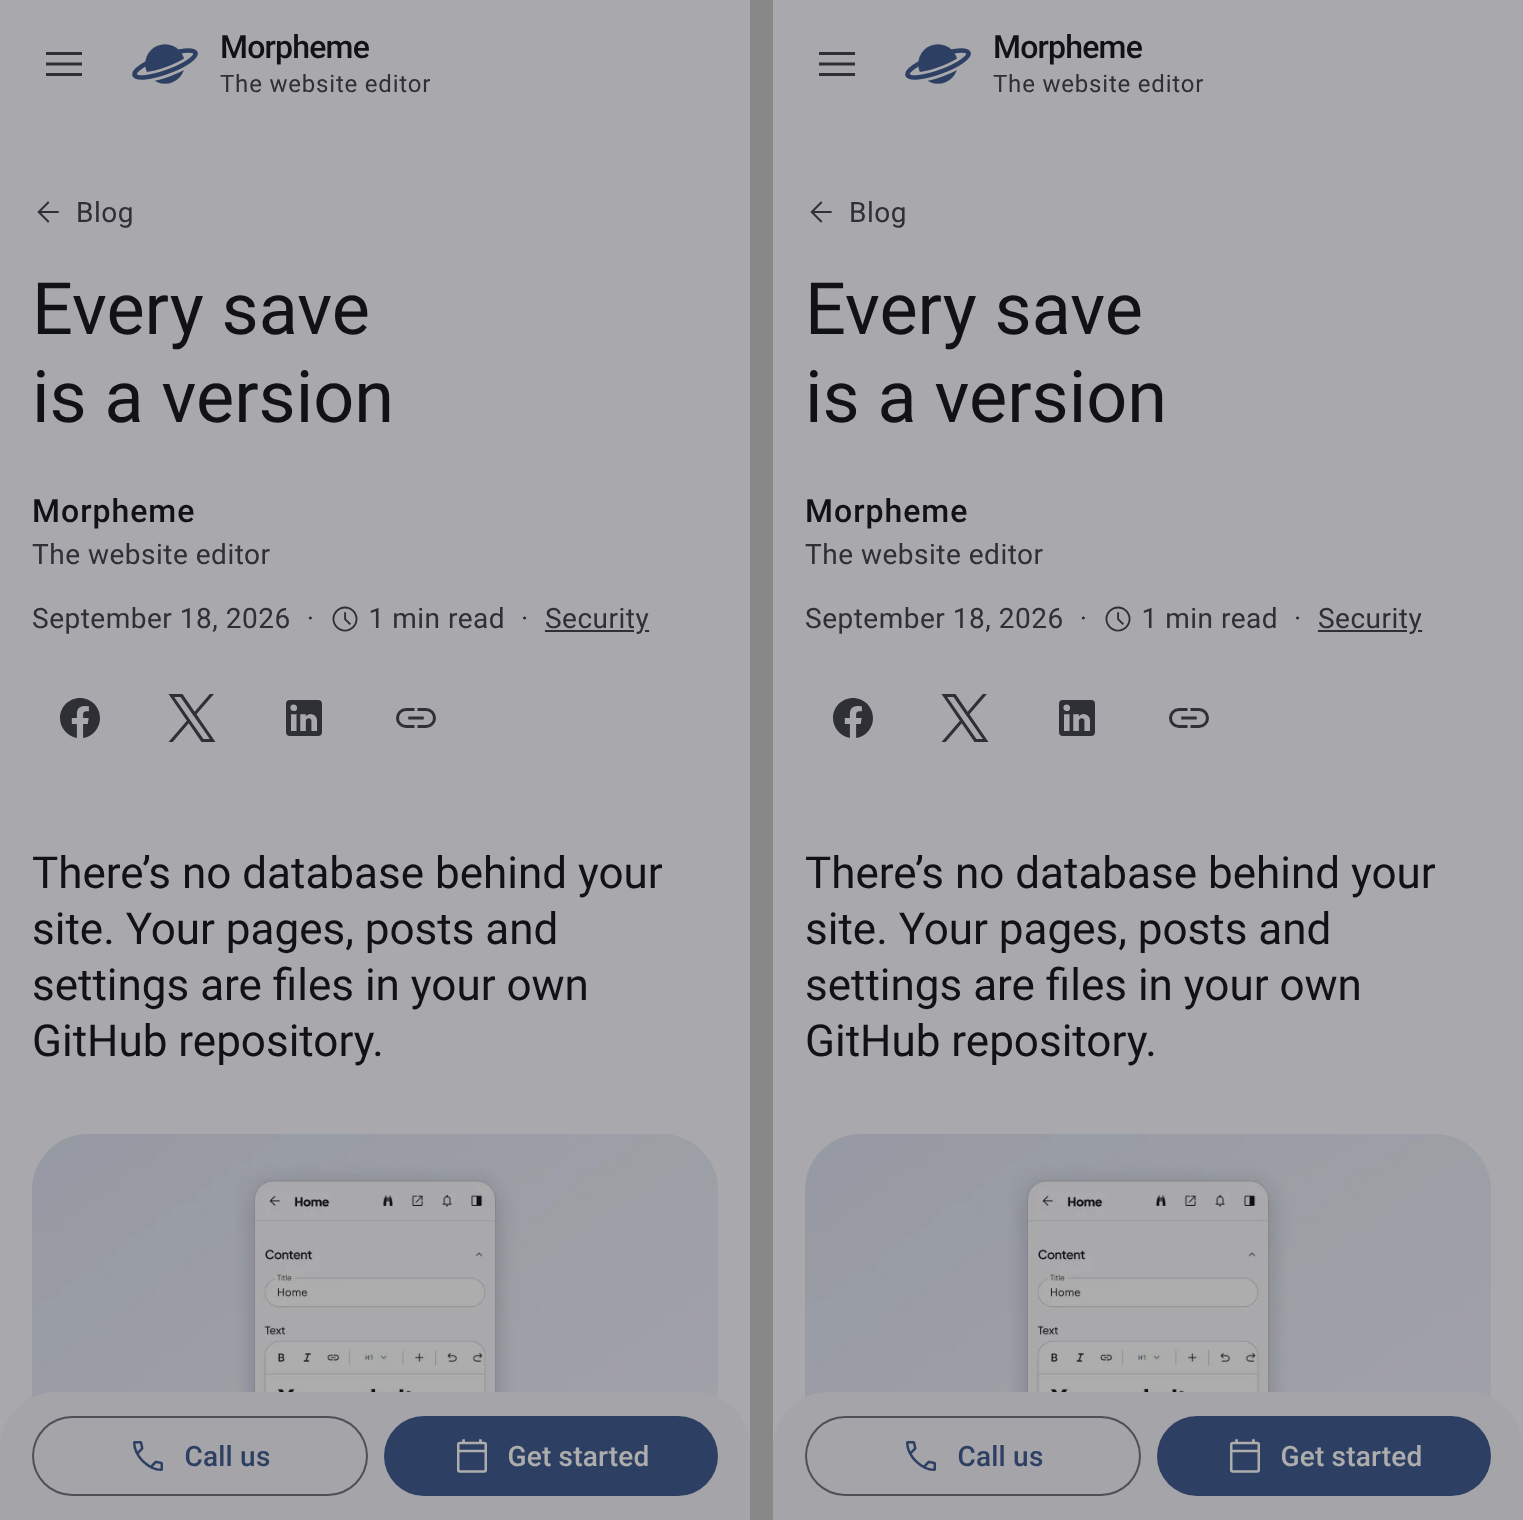 Morpheme
The website editor
Blog
Every save
is a version
Morpheme
The website editor
September 18, 2026 · 1 min read · Security
There’s no database behind your
site. Your pages, posts and
settings are files in your own
GitHub repository.
Home
Content
Title
Home
Text
B I H1
Call us
Get started
Morpheme
The website editor
Blog
Every save
is a version
Morpheme
The website editor
September 18, 2026 · 1 min read · Security
There’s no database behind your
site. Your pages, posts and
settings are files in your own
GitHub repository.
Home
Content
Title
Home
Text
B I H1
Call us
Get started